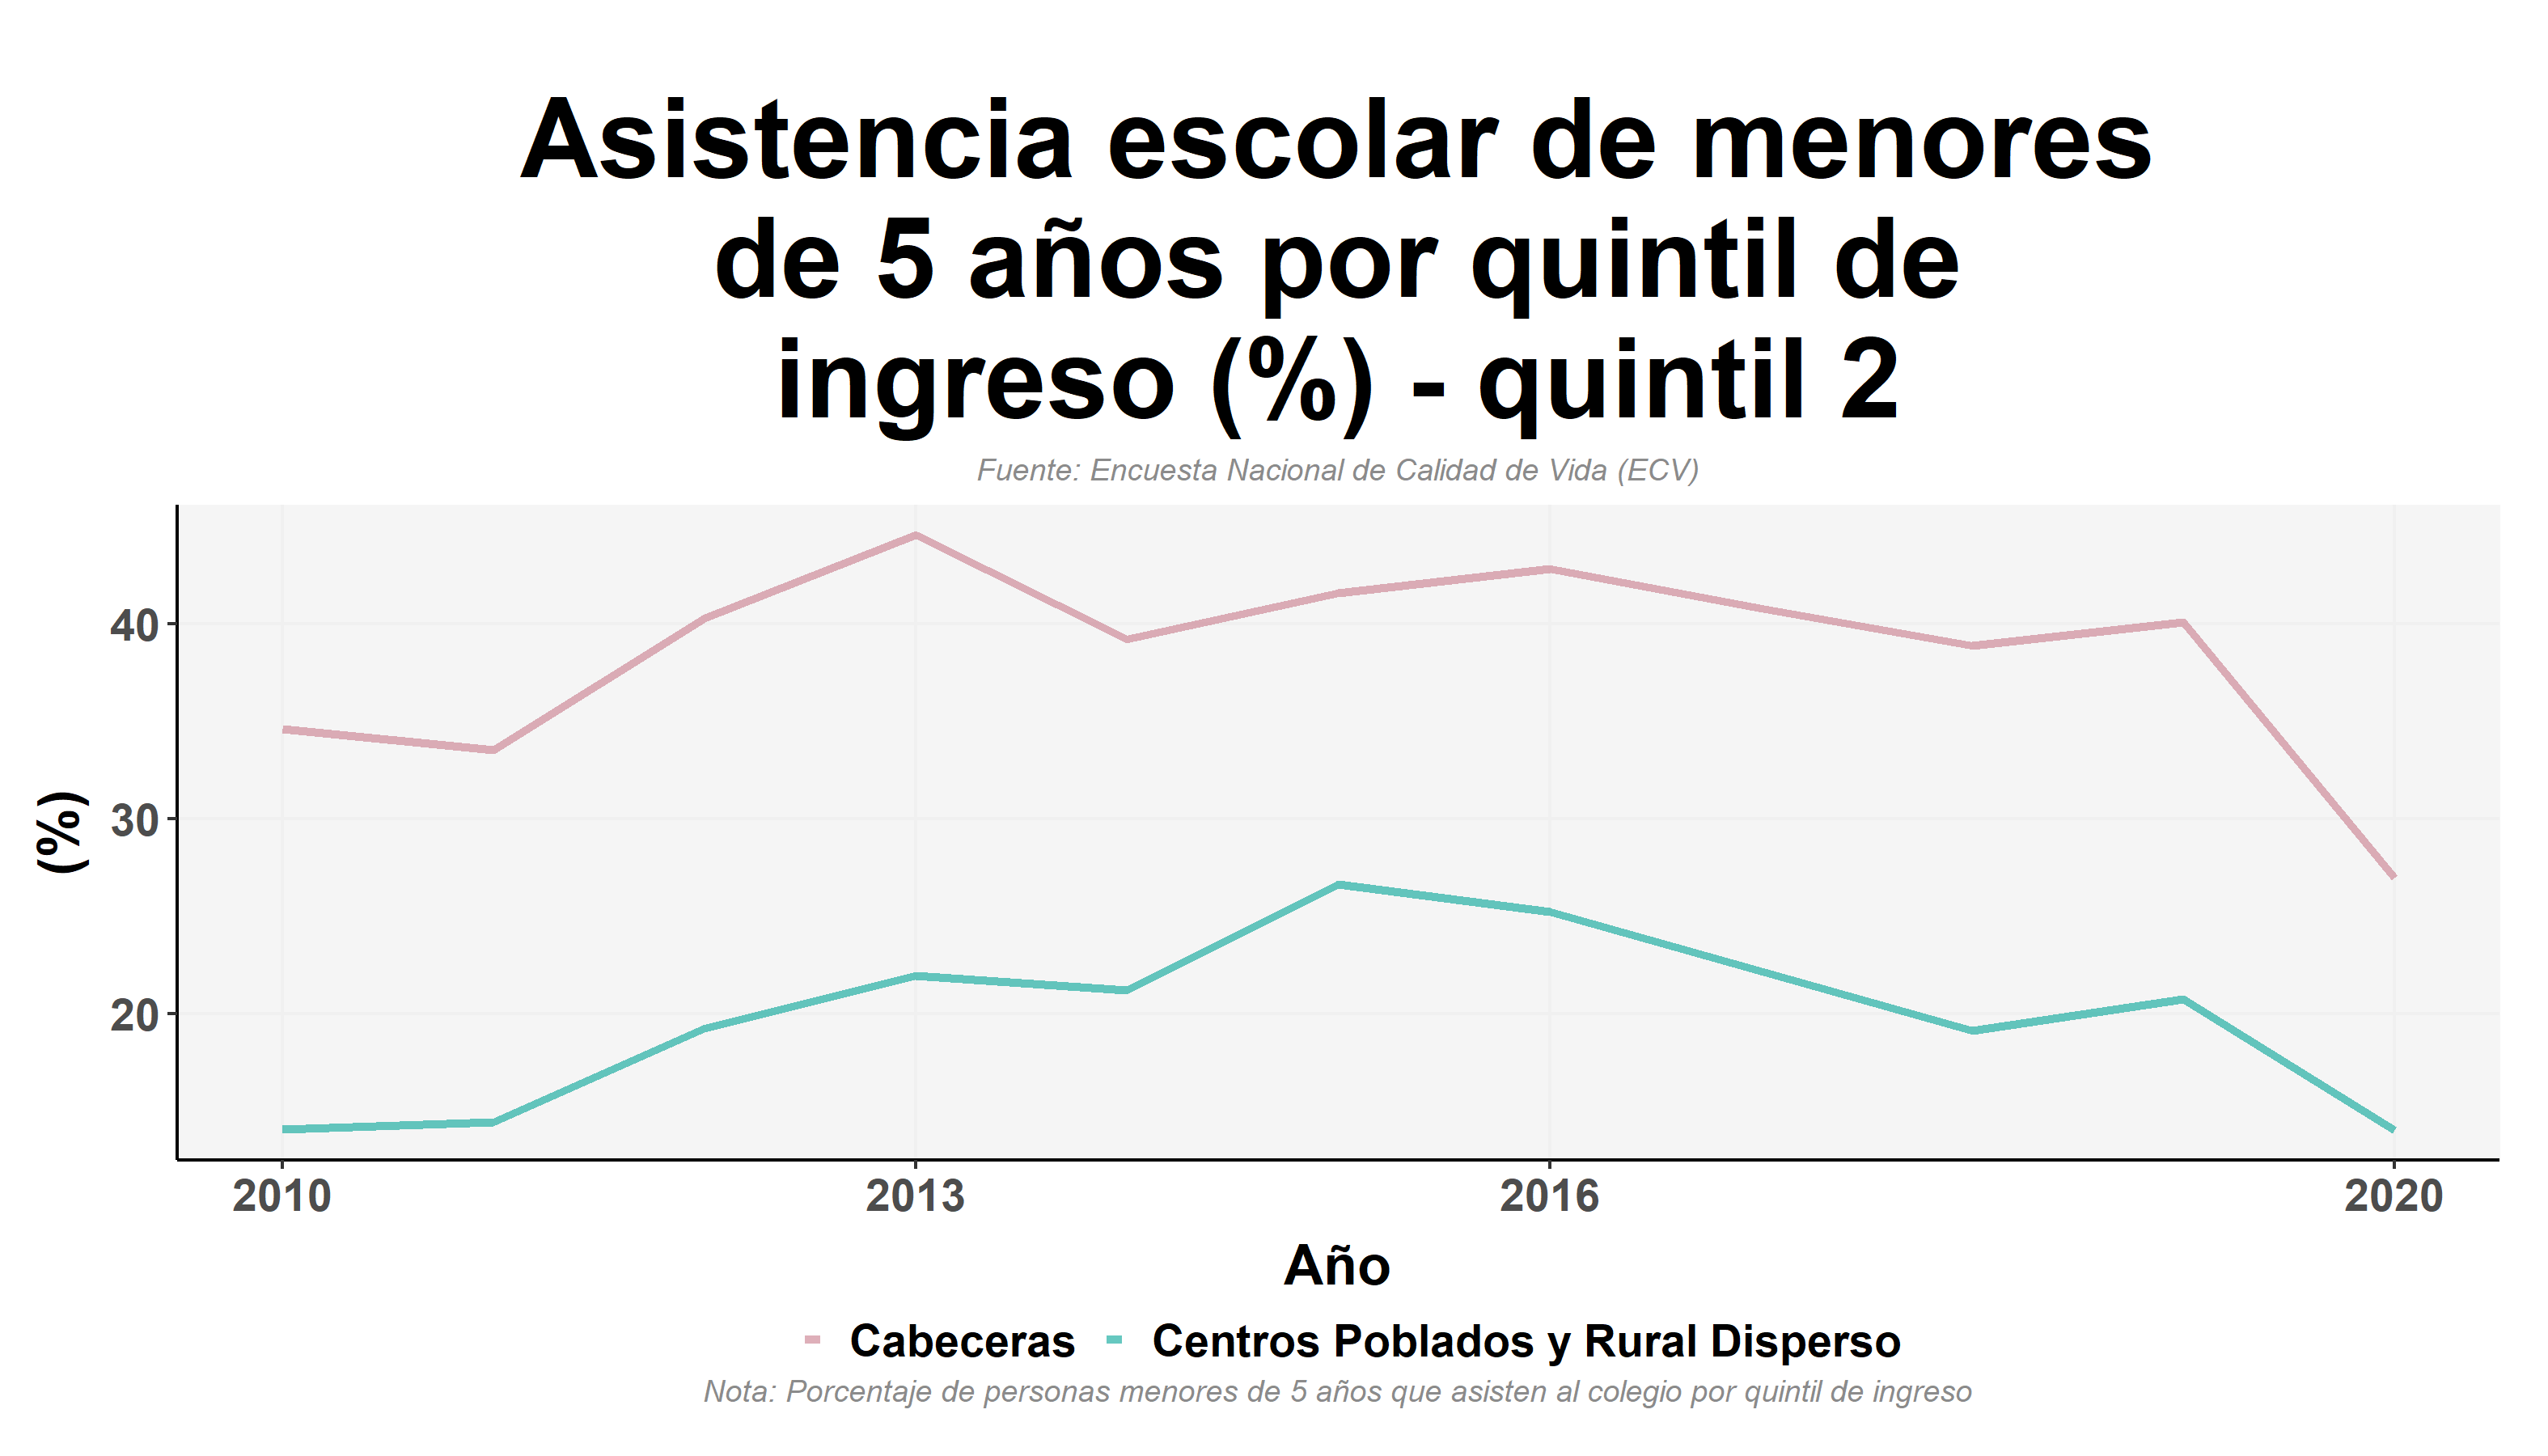 Asistencia escolar de menores
de 5 años por quintil de
ingreso (%) - quintil 2
Fuente: Encuesta Nacional de Calidad de Vida (ECV)
(%)
40
30
20
2010 2013 2016 2020
Año
Cabeceras Centros Poblados y Rural Disperso
Nota: Porcentaje de personas menores de 5 años que asisten al colegio por quintil de ingreso